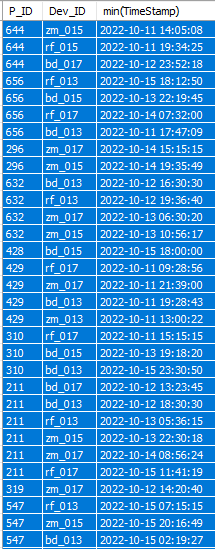 P_ID Dev_ID min(TimeStamp)
644 zm_015 2022-10-11 14:05:08
644 rf_015 2022-10-11 19:34:25
644 bd_017 2022-10-12 23:52:18
656 rf_013 2022-10-15 18:12:50
656 bd_015 2022-10-13 22:19:45
656 rf_017 2022-10-14 07:32:00
656 bd_013 2022-10-11 17:47:09
296 zm_017 2022-10-14 15:15:15
296 zm_015 2022-10-14 19:35:49
632 bd_013 2022-10-12 16:30:30
632 rf_013 2022-10-12 19:36:40
632 zm_017 2022-10-13 06:30:20
632 zm_015 2022-10-13 10:56:17
428 bd_015 2022-10-15 18:00:00
429 rf_017 2022-10-11 09:28:56
429 zm_017 2022-10-11 21:39:00
429 bd_013 2022-10-11 19:28:43
429 zm_013 2022-10-11 13:00:22
310 rf_017 2022-10-11 15:15:15
310 bd_015 2022-10-13 19:18:20
310 bd_013 2022-10-15 23:30:50
211 bd_017 2022-10-12 13:23:45
211 bd_013 2022-10-12 18:30:30
211 rf_013 2022-10-13 05:36:15
211 zm_015 2022-10-13 22:30:18
211 zm_017 2022-10-14 08:56:24
211 rf_017 2022-10-15 11:41:19
319 zm_017 2022-10-12 14:20:40
547 rf_013 2022-10-15 07:15:15
547 zm_015 2022-10-15 20:16:49
547 bd_013 2022-10-15 02:19:27